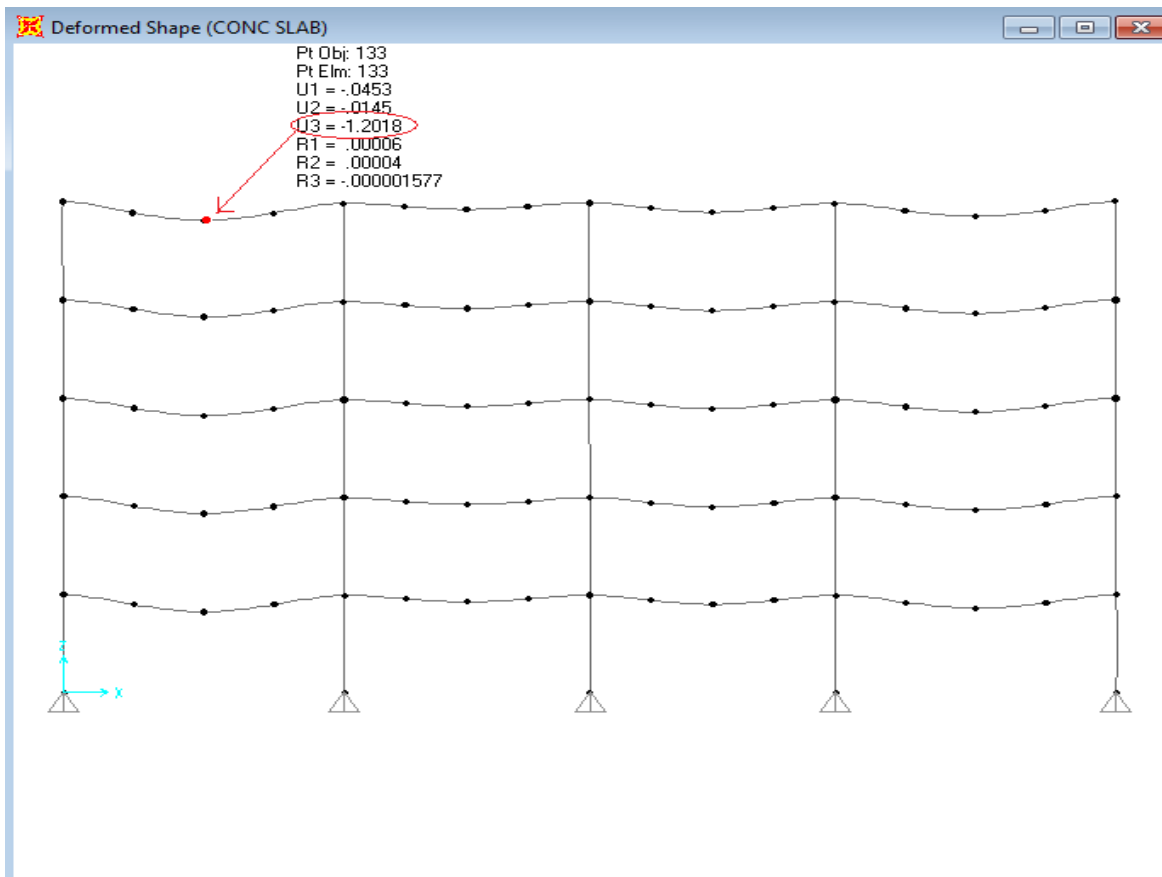 Deformed Shape (CONC SLAB)
Pt Obj: 133
Pt Elm: 133
U1 = -.0453
U2 = -.0145
U3 = -1.2018
R1 = .00006
R2 = .00004
R3 = -.000001577
Z
X